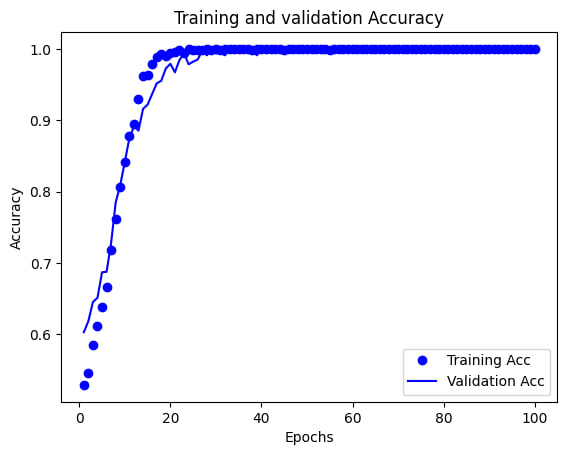 Training and validation Accuracy
1.0
0.9
0.8
0.7
0.6
Accuracy
0
20
40
60
80
100
Epochs
Training Acc
Validation Acc